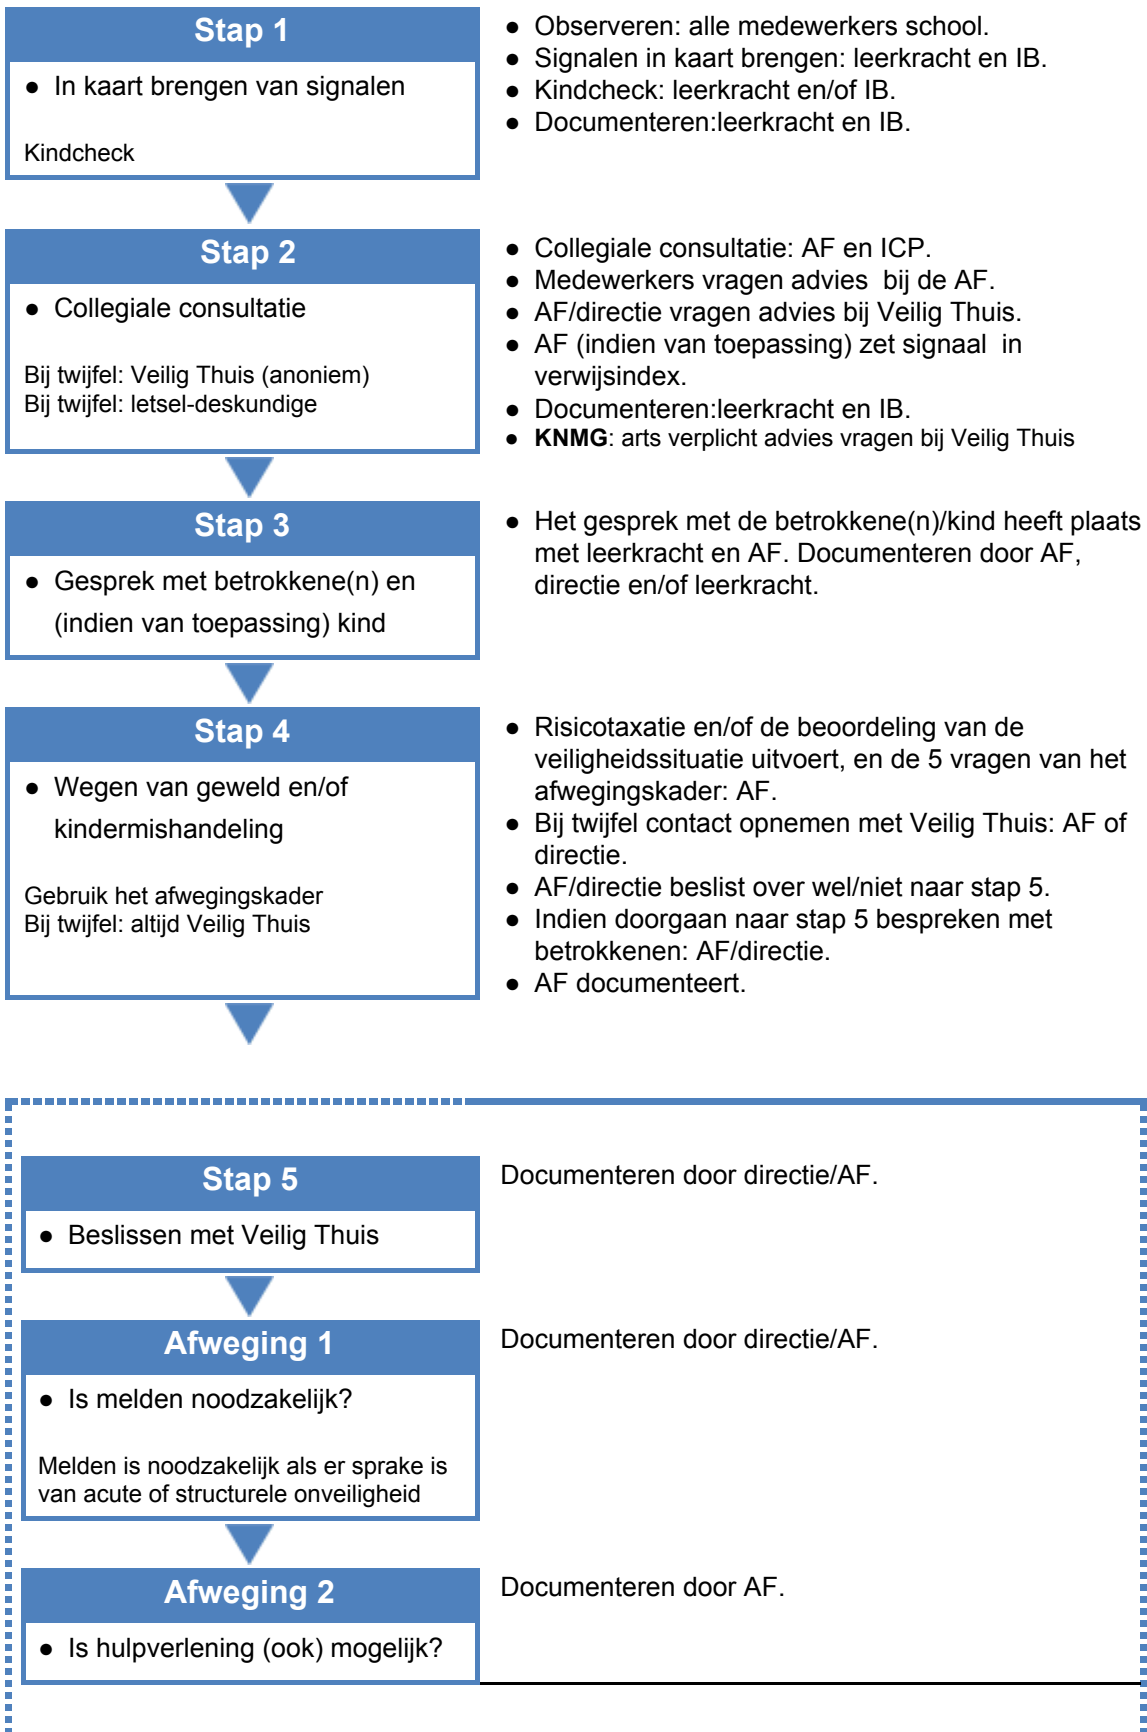 Stap 1
● In kaart brengen van signalen
Kindcheck
● Observeren: alle medewerkers school.
● Signalen in kaart brengen: leerkracht en IB.
● Kindcheck: leerkracht en/of IB.
● Documenteren:leerkracht en IB.
Stap 2
● Collegiale consultatie
Bij twijfel: Veilig Thuis (anoniem)
Bij twijfel: letsel-deskundige
● Collegiale consultatie: AF en ICP.
● Medewerkers vragen advies bij de AF.
● AF/directie vragen advies bij Veilig Thuis.
● AF (indien van toepassing) zet signaal in
verwijsindex.
● Documenteren:leerkracht en IB.
● KNMG: arts verplicht advies vragen bij Veilig Thuis
Stap 3
● Gesprek met betrokkene(n) en
(indien van toepassing) kind
● Het gesprek met de betrokkene(n)/kind heeft plaats
met leerkracht en AF. Documenteren door AF,
directie en/of leerkracht.
Stap 4
● Wegen van geweld en/of
kindermishandeling
Gebruik het afwegingskader
Bij twijfel: altijd Veilig Thuis
● Risicotaxatie en/of de beoordeling van de
veiligheidssituatie uitvoert, en de 5 vragen van het
afwegingskader: AF.
● Bij twijfel contact opnemen met Veilig Thuis: AF of
directie.
● AF/directie beslist over wel/niet naar stap 5.
● Indien doorgaan naar stap 5 bespreken met
betrokkenen: AF/directie.
● AF documenteert.
Stap 5
● Beslissen met Veilig Thuis
Documenteren door directie/AF.
Afweging 1
● Is melden noodzakelijk?
Melden is noodzakelijk als er sprake is
van acute of structurele onveiligheid
Documenteren door directie/AF.
Afweging 2
● Is hulpverlening (ook) mogelijk?
Documenteren door AF.